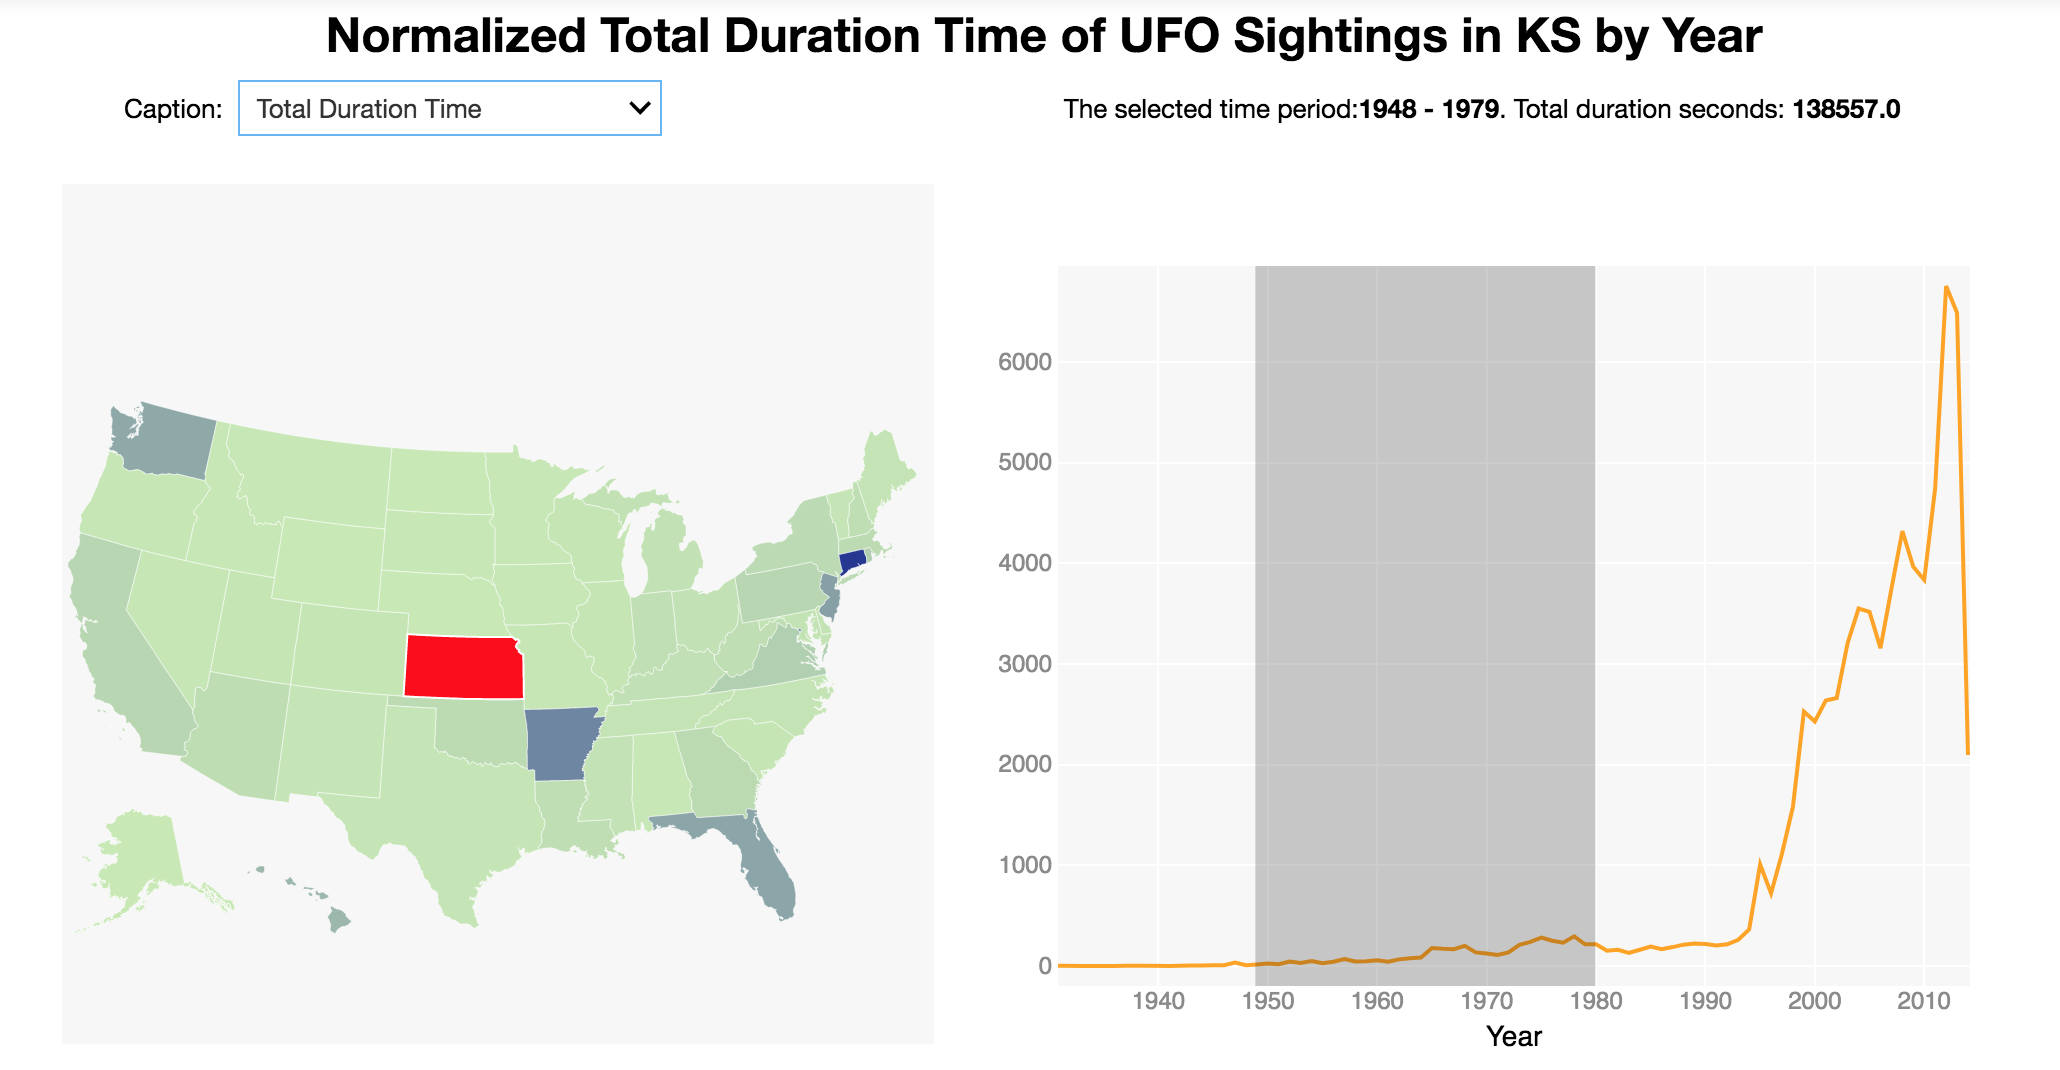 Normalized Total Duration Time of UFO Sightings in KS by Year
Caption: Total Duration Time
The selected time period:1948 - 1979. Total duration seconds: 138557.0
6000
5000
4000
3000
2000
1000
0
1940 1950 1960 1970 1980 1990 2000 2010
Year